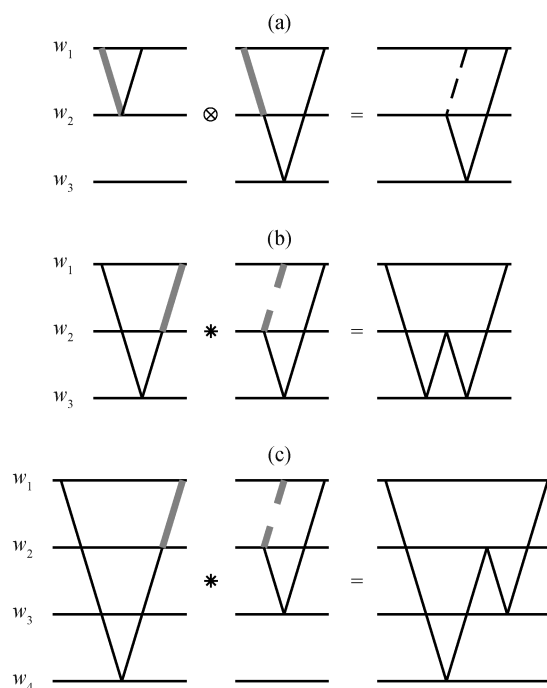 (a)
w1
w2 ⊗ =
w3
(b)
w1
w2 * =
w3
(c)
w1
w2
* =
w3
w4